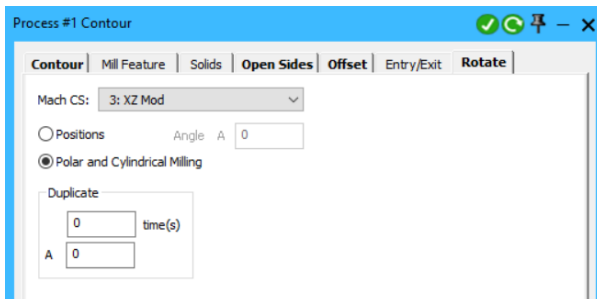 Process #1 Contour
Contour Mill Feature Solids Open Sides Offset Entry/Exit Rotate
Mach CS: 3: XZ Mod
Positions Angle A 0
Polar and Cylindrical Milling
Duplicate
0 time(s)
A 0